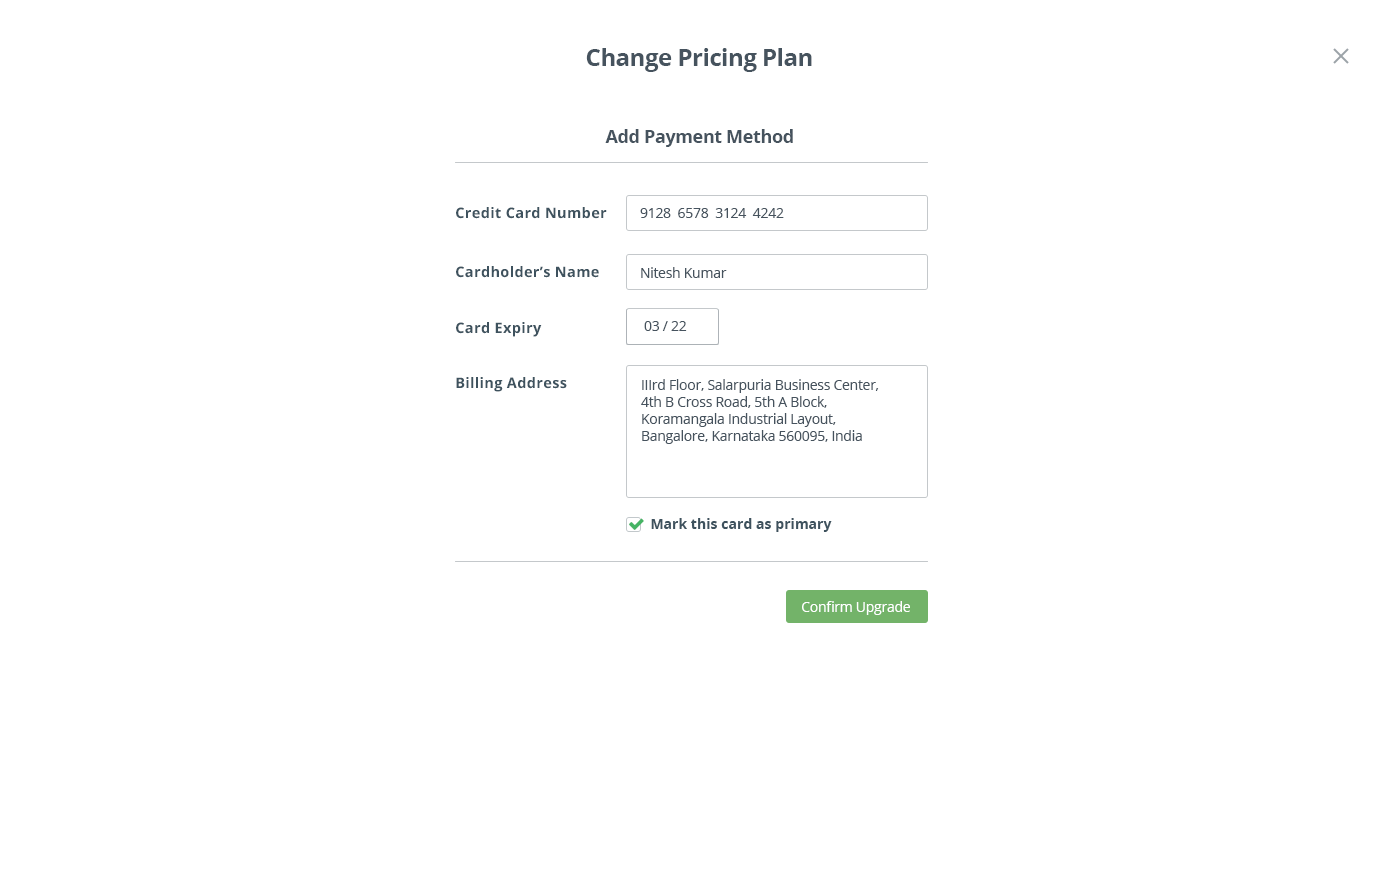 Change Pricing Plan
Add Payment Method
Credit Card Number
9128 6578 3124 4242
Cardholder’s Name
Nitesh Kumar
Card Expiry
03 / 22
Billing Address
IIIrd Floor, Salarpuria Business Center,
4th B Cross Road, 5th A Block,
Koramangala Industrial Layout,
Bangalore, Karnataka 560095, India
Mark this card as primary
Confirm Upgrade